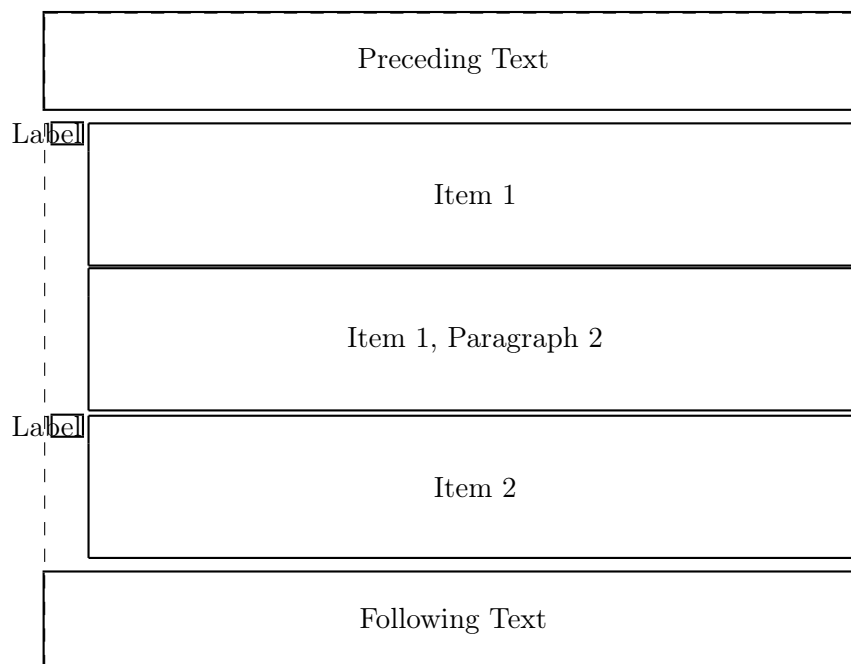 Preceding Text
Label
Item 1
Item 1, Paragraph 2
Label
Item 2
Following Text